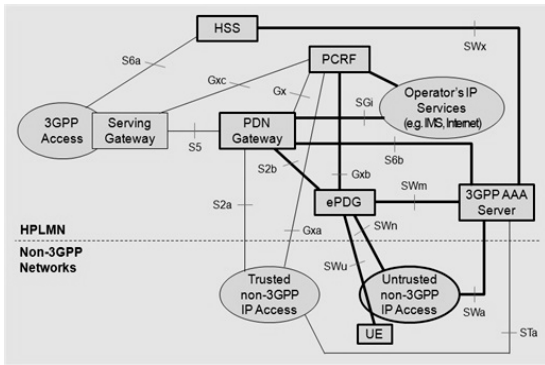 HSS
SWx
S6a
PCRF
Gxc
Gx
Operator's IP
Services
(e.g. IMS, Internet)
SGi
3GPP
Access
Serving
Gateway
PDN
Gateway
S5
S6b
S2b
Gxb
SWm
ePDG
3GPP AAA
Server
S2a
SWn
Gxa
HPLMN
Non-3GPP
Networks
SWu
Trusted
non-3GPP
IP Access
Untrusted
non-3GPP
IP Access
SWa
UE
STa